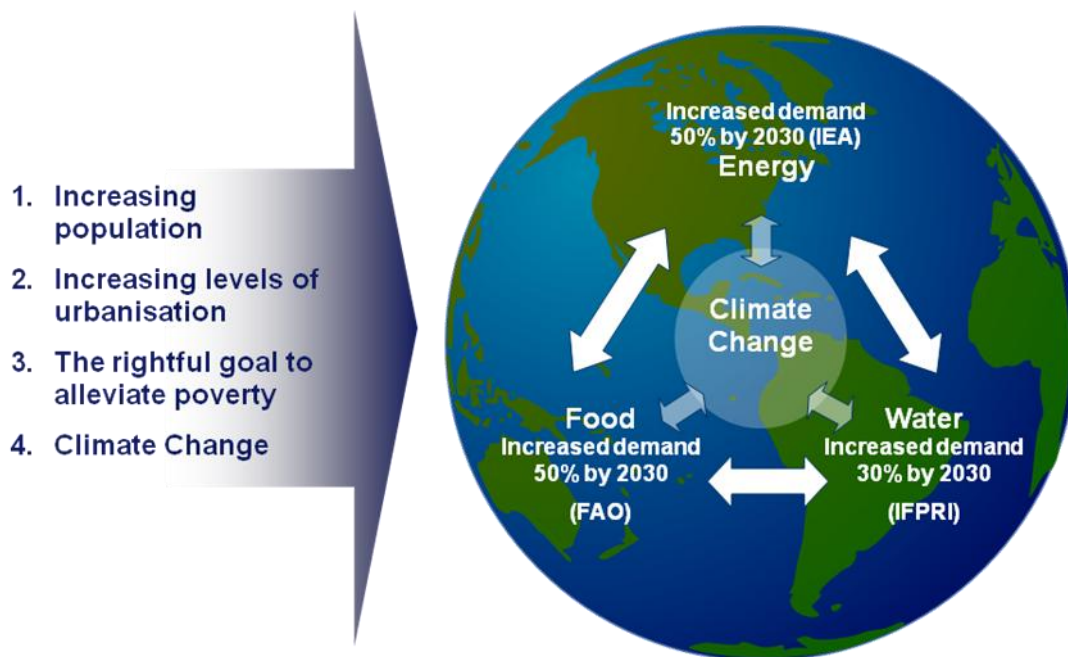 1. Increasing
population
2. Increasing levels of
urbanisation
3. The rightful goal to
alleviate poverty
4. Climate Change
Increased demand
50% by 2030 (IEA)
Energy
Climate
Change
Food
Increased demand
50% by 2030
(FAO)
Water
Increased demand
30% by 2030
(IFPRI)